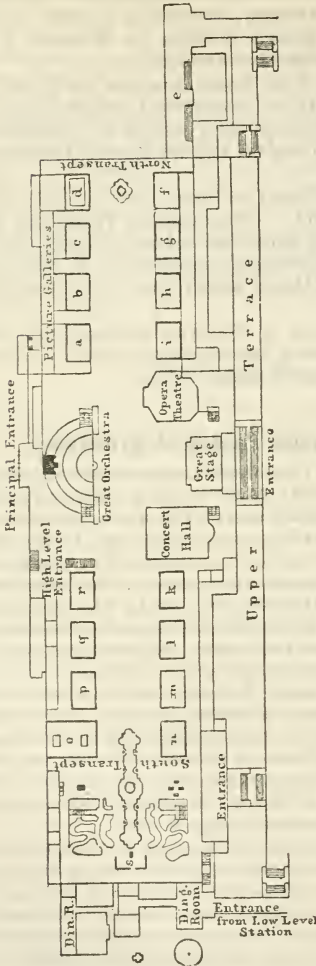 Principal Entrance
High Level
Entrance
Picture Galleries
Great Orchestra
North Transept
South
Transept
a
b
c
d
e
f
g
h
i
k
l
m
n
o
p
q
r
s
Opera
Theatre
Concert
Hall
Great
Stage
Upper
Terrace
Entrance
Entrance
Din. R.
Ding.
Room
Entrance
from Low Level
Station